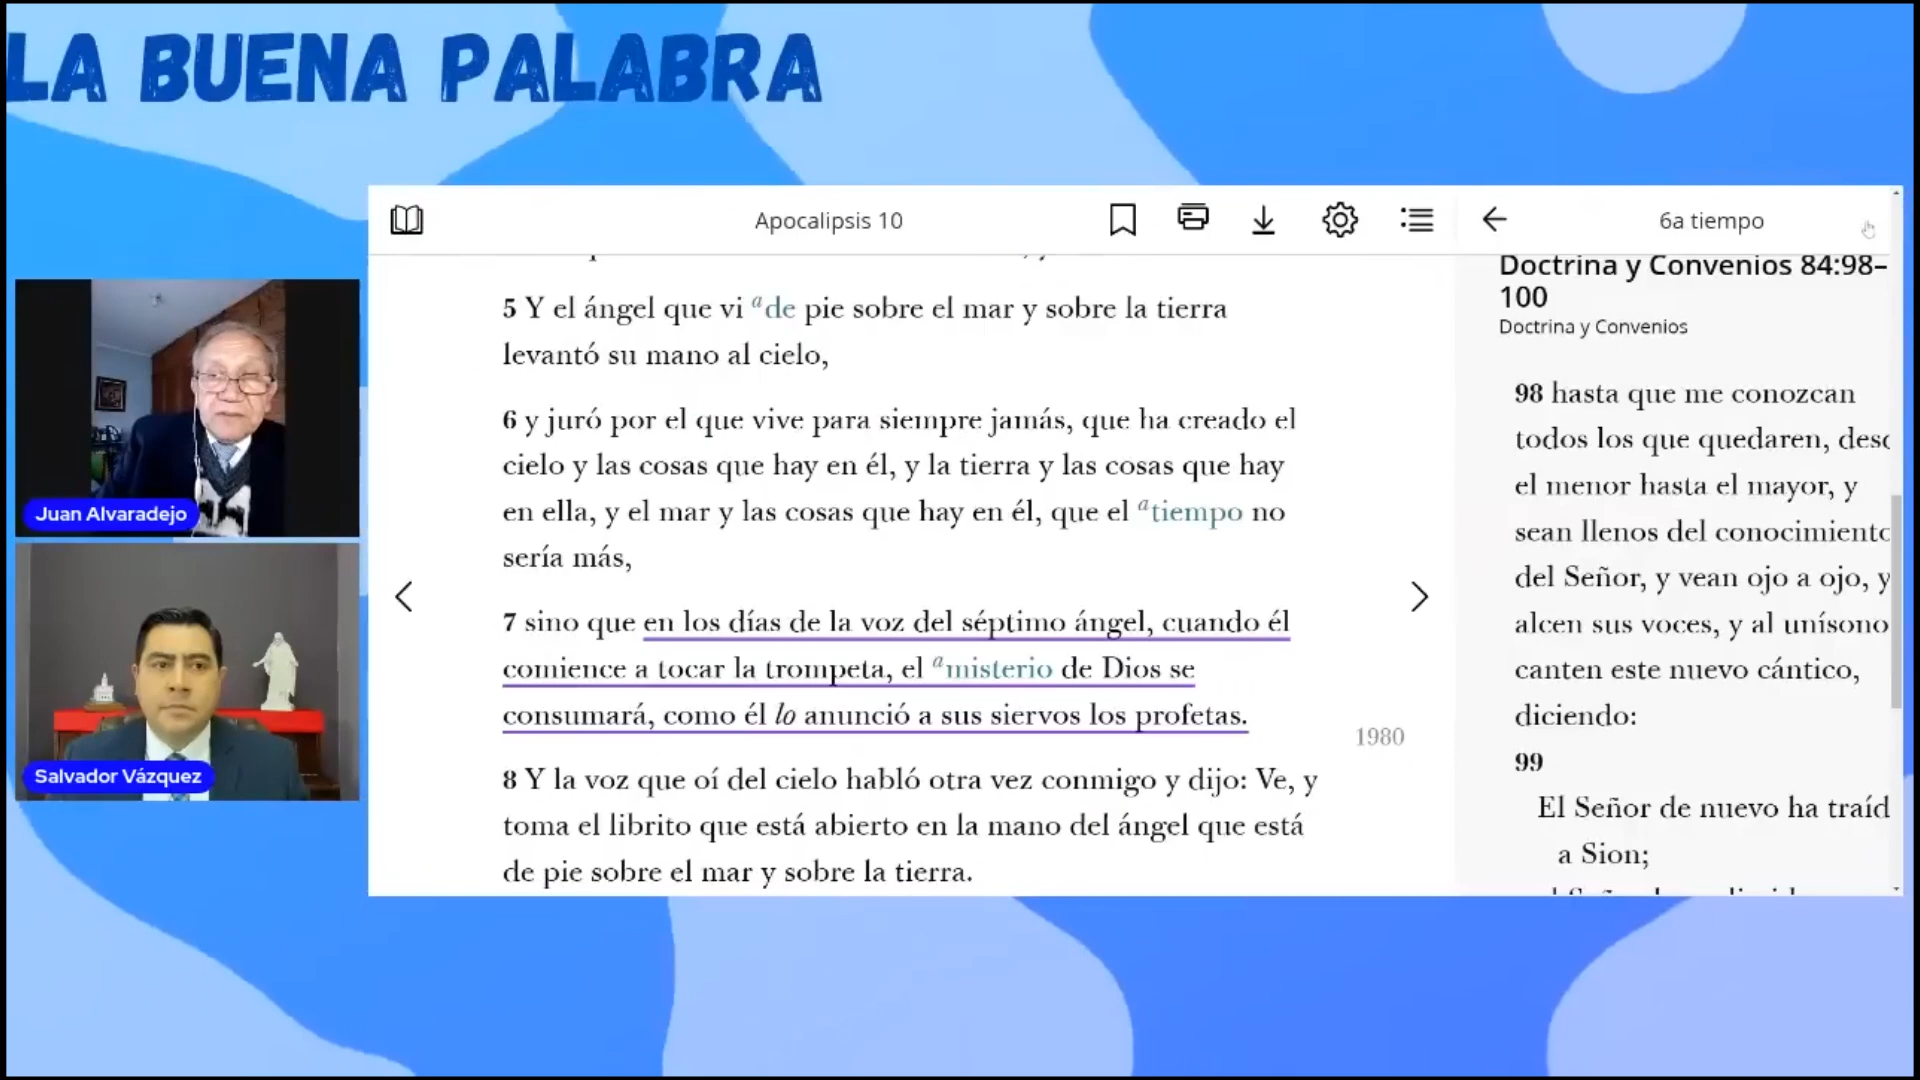 LA BUENA PALABRA
Apocalipsis 10
5 Y el ángel que vi a de pie sobre el mar y sobre la tierra
levantó su mano al cielo,
6 y juró por el que vive para siempre jamás, que ha creado el
cielo y las cosas que hay en él, y la tierra y las cosas que hay
en ella, y el mar y las cosas que hay en él, que el a tiempo no
sería más,
7 sino que en los días de la voz del séptimo ángel, cuando él
comience a tocar la trompeta, el a misterio de Dios se
consumará, como él lo anunció a sus siervos los profetas.
1980
8 Y la voz que oí del cielo habló otra vez conmigo y dijo: Ve, y
toma el librito que está abierto en la mano del ángel que está
de pie sobre el mar y sobre la tierra.
6a tiempo
Doctrina y Convenios 84:98–
100
Doctrina y Convenios
98 hasta que me conozcan
todos los que quedaren, desd
el menor hasta el mayor, y
sean llenos del conocimiento
del Señor, y vean ojo a ojo, y
alcen sus voces, y al unísono
canten este nuevo cántico,
diciendo:
99
El Señor de nuevo ha traíd
a Sion;
Juan Alvaradejo
Salvador Vázquez